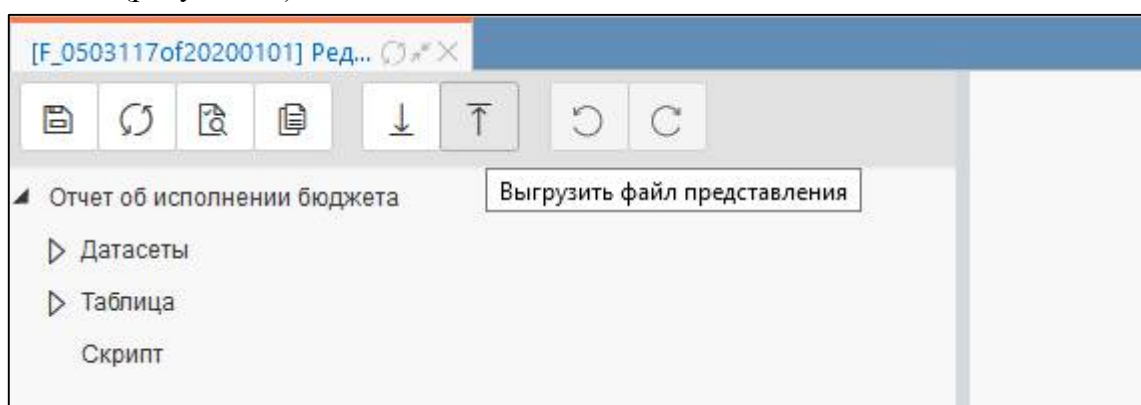 [F_0503117of20200101] Ред...
Выгрузить файл представления
Отчет об исполнении бюджета
Датасеты
Таблица
Скрипт